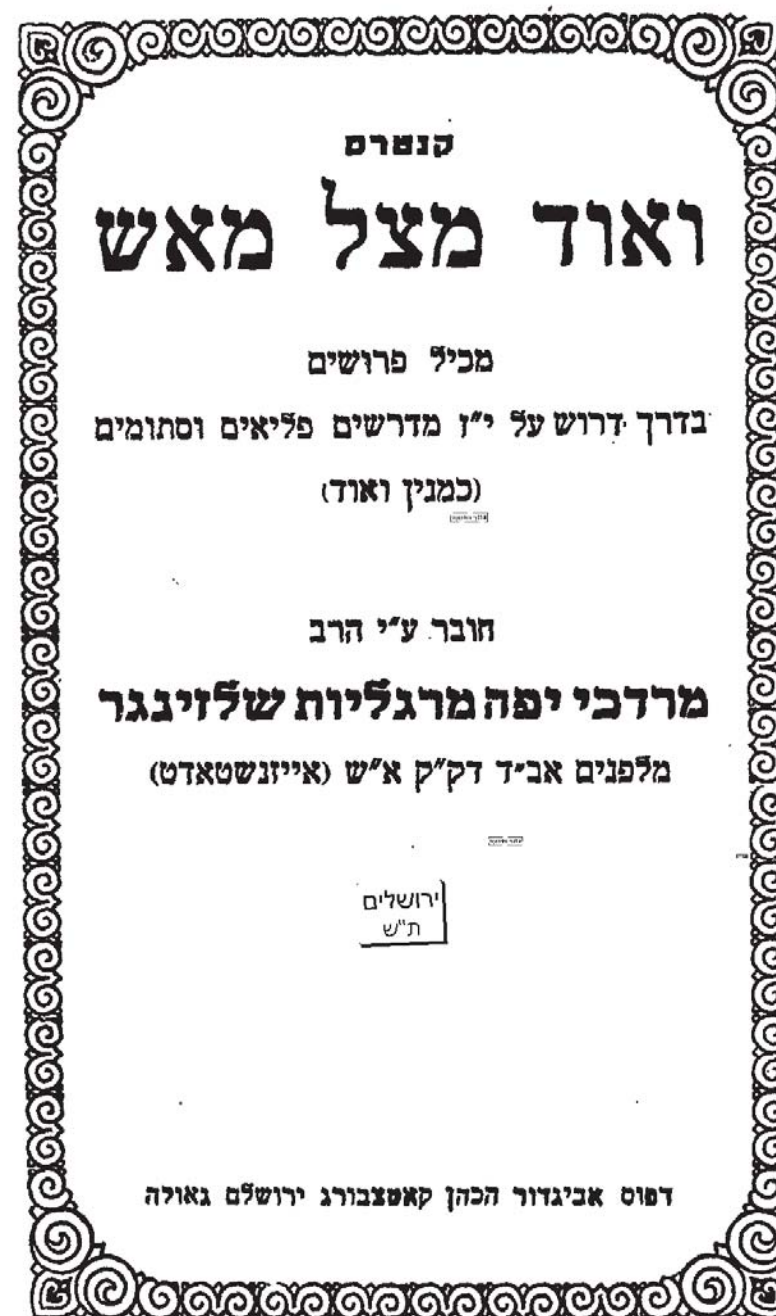 קנטרס
ואוד מצל מאש
מכיל פרושים
בדרך דרוש על י״ז מדרשים פליאים וסתומים
(כמנין ואוד)
חובר ע״י הרב
מרדכי יפה מרגליות שלזינגר
מלפנים אב״ד דק״ק א״ש (אייזנשטאדט)
ירושלים
ת"ש
דפוס אביגדור הכהן קאטצבורג ירושלם גאולה